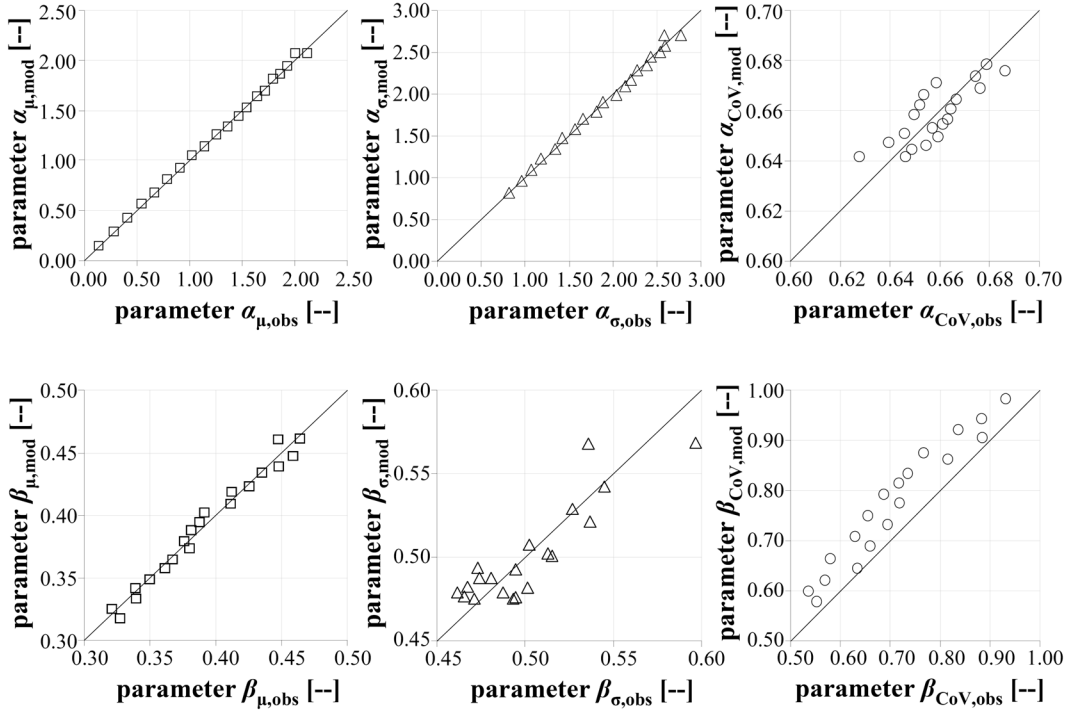 2.50
2.00
1.50
1.00
0.50
0.00
0.00 0.50 1.00 1.50 2.00 2.50
parameter αμ,mod [--]
parameter αμ,obs [--]
3.00
2.50
2.00
1.50
1.00
0.50
0.00
0.00 0.50 1.00 1.50 2.00 2.50 3.00
parameter ασ,mod [--]
parameter ασ,obs [--]
0.70
0.68
0.66
0.64
0.62
0.60
0.60 0.62 0.64 0.66 0.68 0.70
parameter αCoV,mod [--]
parameter αCoV,obs [--]
0.50
0.45
0.40
0.35
0.30
0.30 0.35 0.40 0.45 0.50
parameter βμ,mod [--]
parameter βμ,obs [--]
0.60
0.55
0.50
0.45
0.45 0.50 0.55 0.60
parameter βσ,mod [--]
parameter βσ,obs [--]
1.00
0.90
0.80
0.70
0.60
0.50
0.50 0.60 0.70 0.80 0.90 1.00
parameter βCoV,mod [--]
parameter βCoV,obs [--]